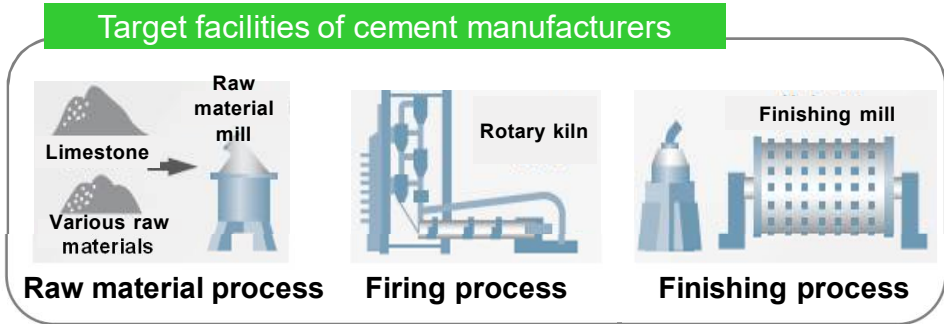 Target facilities of cement manufacturers
Raw
material
mill
Limestone
Various raw
materials
Raw material process
Rotary kiln
Firing process
Finishing mill
Finishing process